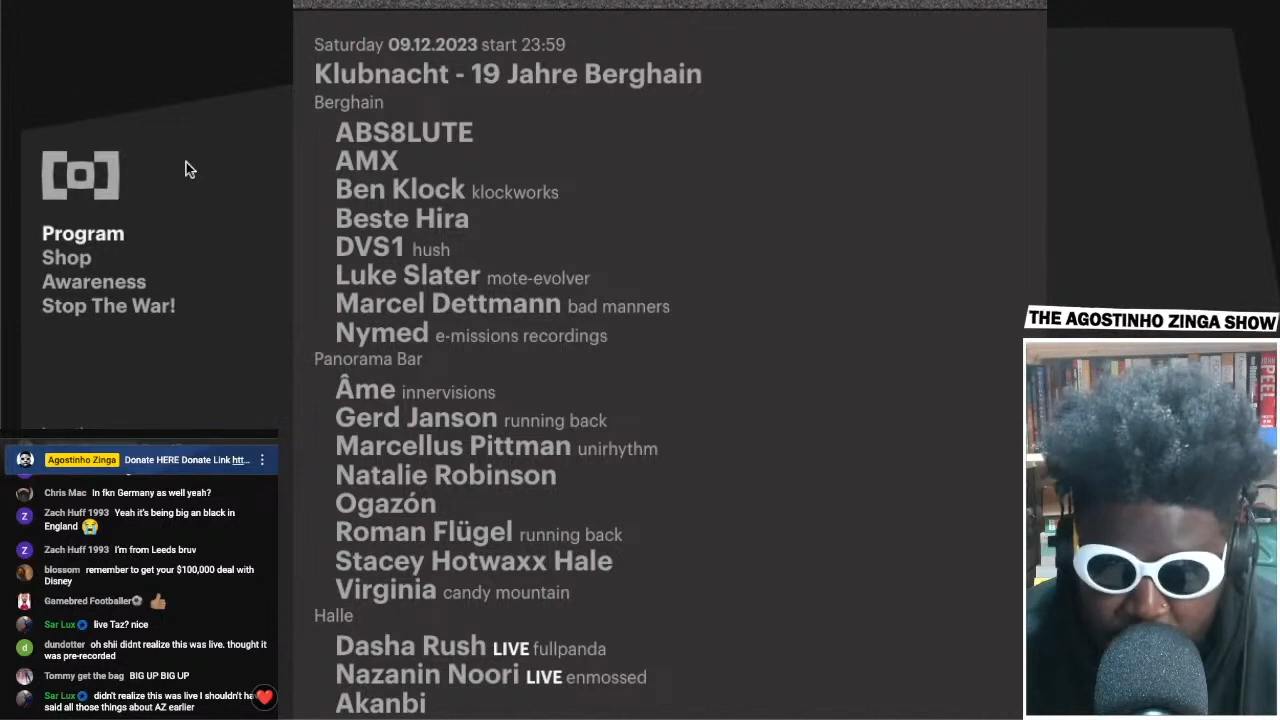 Saturday 09.12.2023 start 23:59
Klubnacht - 19 Jahre Berghain
Berghain
ABS8LUTE
AMX
Ben Klock klockworks
Beste Hira
DVS1 hush
Luke Slater mote-evolver
Marcel Dettmann bad manners
Nymed e-missions recordings
Panorama Bar
Âme innervisions
Gerd Janson running back
Marcellus Pittman unirhythm
Natalie Robinson
Ogazón
Roman Flügel running back
Stacey Hotwaxx Hale
Virginia candy mountain
Halle
Dasha Rush LIVE fullpanda
Nazanin Noori LIVE enmossed
Akanbi
Program
Shop
Awareness
Stop The War!
Agostinho Zinga Donate HERE Donate Link htt...
Chris Mac In fkn Germany as well yeah?
Zach Huff 1993 Yeah it's being big an black in
England 😭
Zach Huff 1993 I'm from Leeds bruv
blossom remember to get your $100,000 deal with
Disney
Gamebred Footballer⚽ 👍🏽
Sar Lux live Taz? nice
dundotter oh shii didnt realize this was live. thought it
was pre-recorded
Tommy get the bag BIG UP BIG UP
Sar Lux didn't realize this was live I shouldn't ha
said all those things about AZ earlier
THE AGOSTINHO ZINGA SHOW
JOHN
PEEL